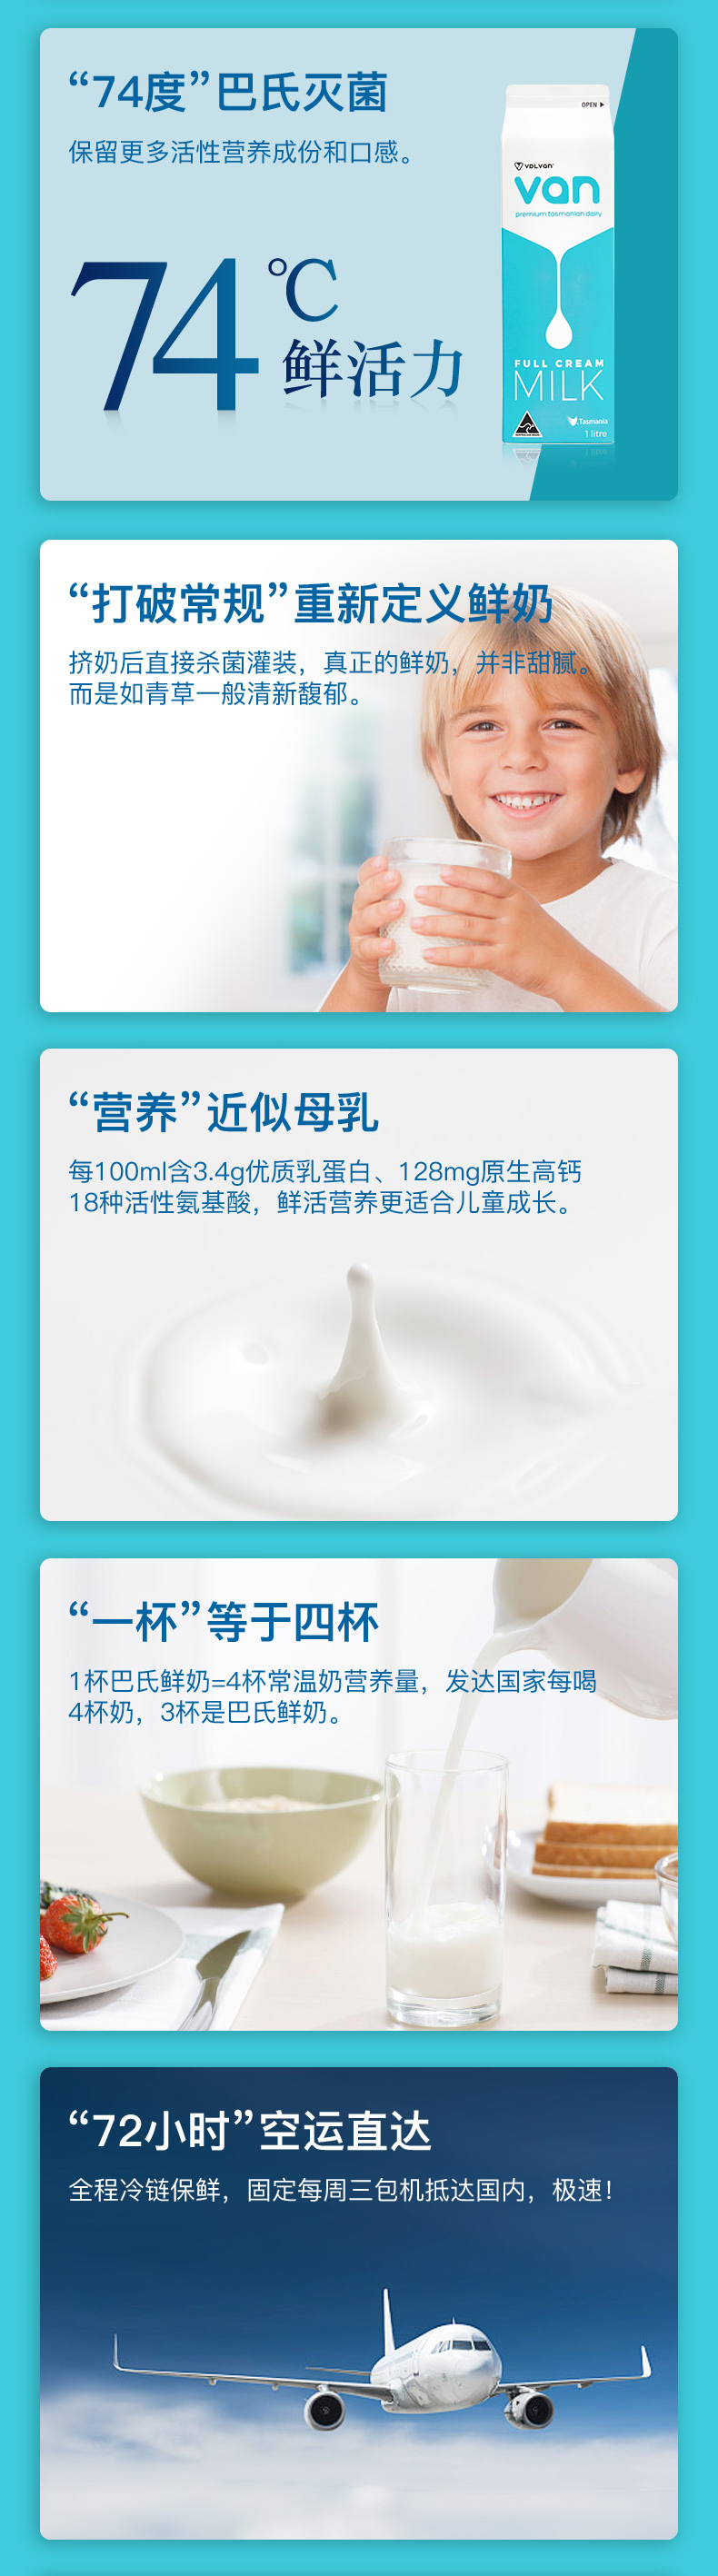 “74度”巴氏灭菌
保留更多活性营养成份和口感。
74℃
鲜活力
OPEN
VDLVAN
van
premium tasmanian dairy
FULL CREAM
MILK
Tasmania
1 litre
“打破常规”重新定义鲜奶
挤奶后直接杀菌灌装，真正的鲜奶，并非甜腻。
而是如青草一般清新馥郁。
“营养”近似母乳
每100ml含3.4g优质乳蛋白、128mg原生高钙
18种活性氨基酸，鲜活营养更适合儿童成长。
“一杯”等于四杯
1杯巴氏鲜奶=4杯常温奶营养量，发达国家每喝
4杯奶，3杯是巴氏鲜奶。
“72小时”空运直达
全程冷链保鲜，固定每周三包机抵达国内，极速！